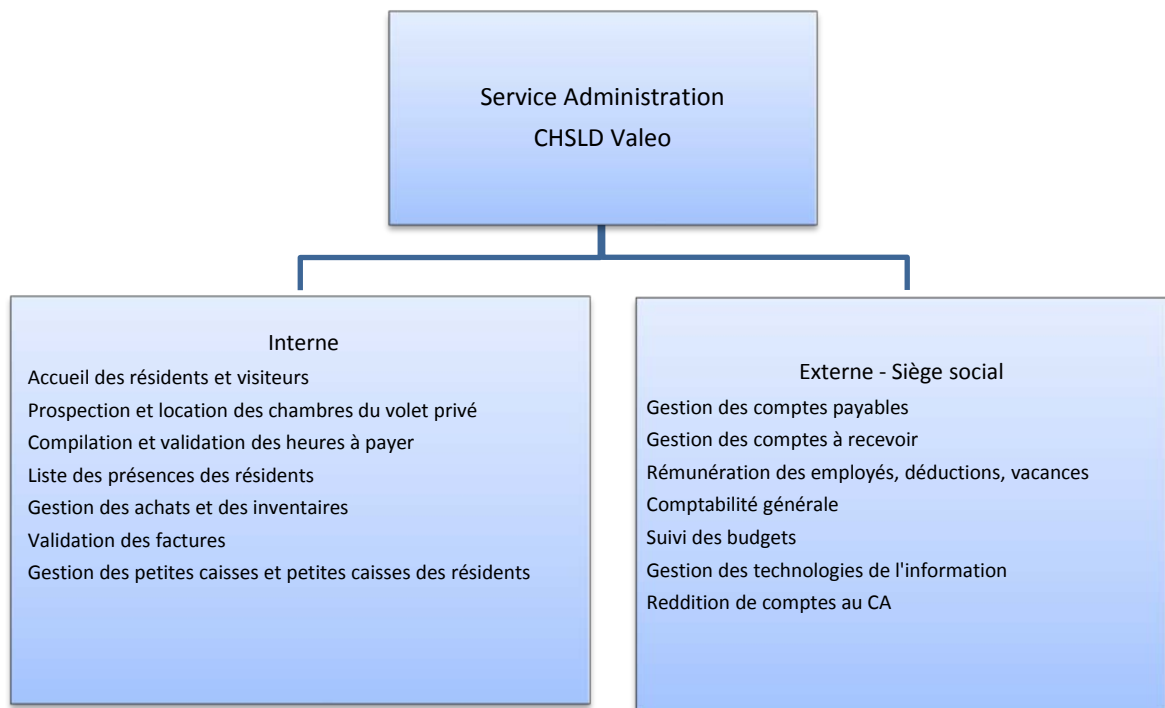 Service Administration
CHSLD Valeo
Interne
Accueil des résidents et visiteurs
Prospection et location des chambres du volet privé
Compilation et validation des heures à payer
Liste des présences des résidents
Gestion des achats et des inventaires
Validation des factures
Gestion des petites caisses et petites caisses des résidents
Externe - Siège social
Gestion des comptes payables
Gestion des comptes à recevoir
Rémunération des employés, déductions, vacances
Comptabilité générale
Suivi des budgets
Gestion des technologies de l'information
Reddition de comptes au CA